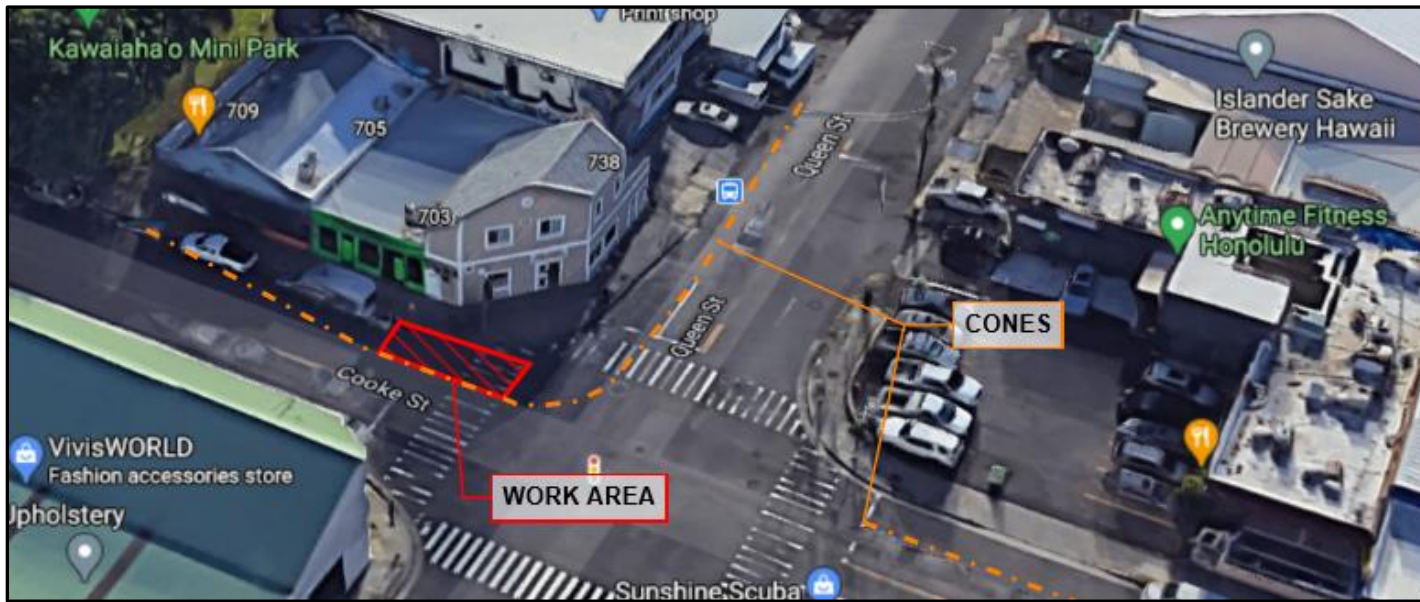 Print shop
Kawaiaha'o Mini Park
709
705
738
703
Queen St
Islander Sake
Brewery Hawaii
Anytime Fitness
Honolulu
Queen St
CONES
Cooke St
VivisWORLD
Fashion accessories store
WORK AREA
Jpholstery
Sunshine Scuba